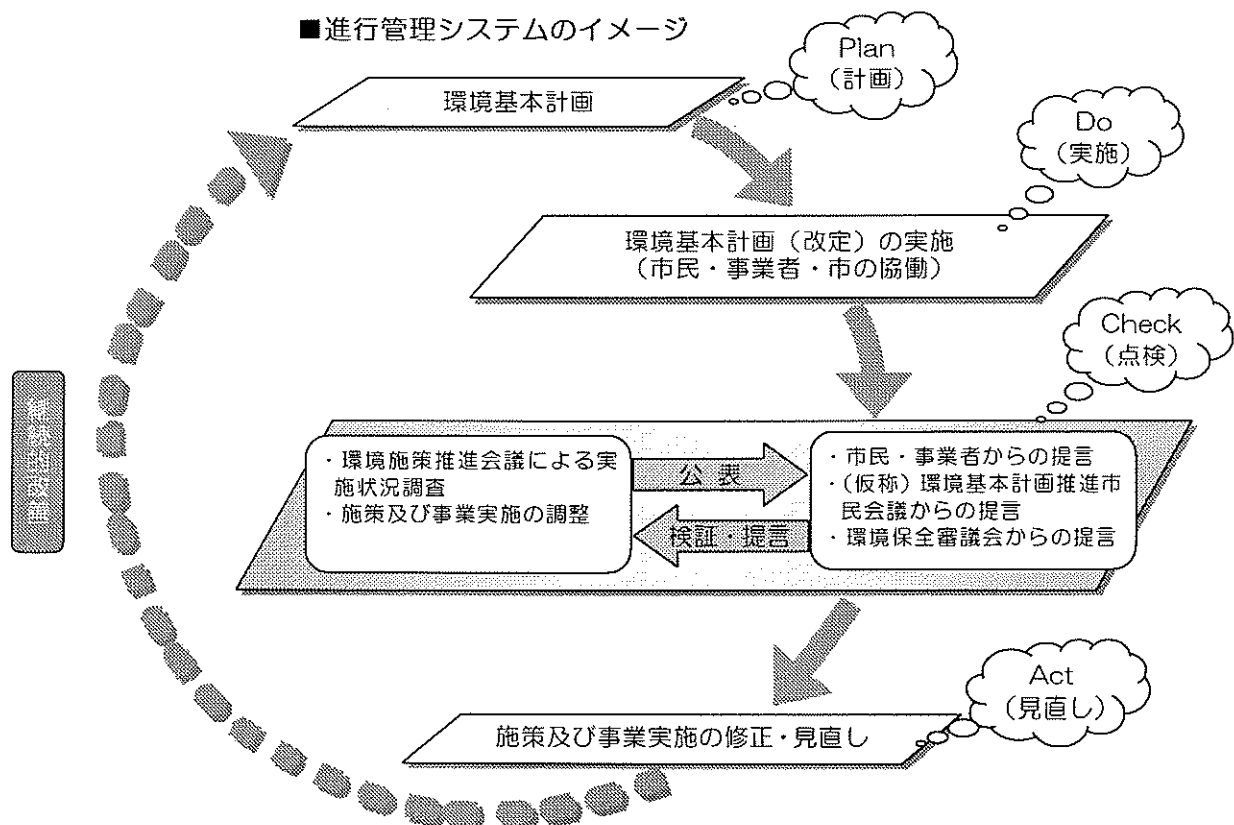 ■進行管理システムのイメージ
Plan
（計画）
環境基本計画
Do
（実施）
環境基本計画（改定）の実施
（市民・事業者・市の協働）
Check
（点検）
・環境施策推進会議による実
施状況調査
・施策及び事業実施の調整
公 表
検証・提言
・市民・事業者からの提言
・（仮称）環境基本計画推進市
民会議からの提言
・環境保全審議会からの提言
Act
（見直し）
施策及び事業実施の修正・見直し